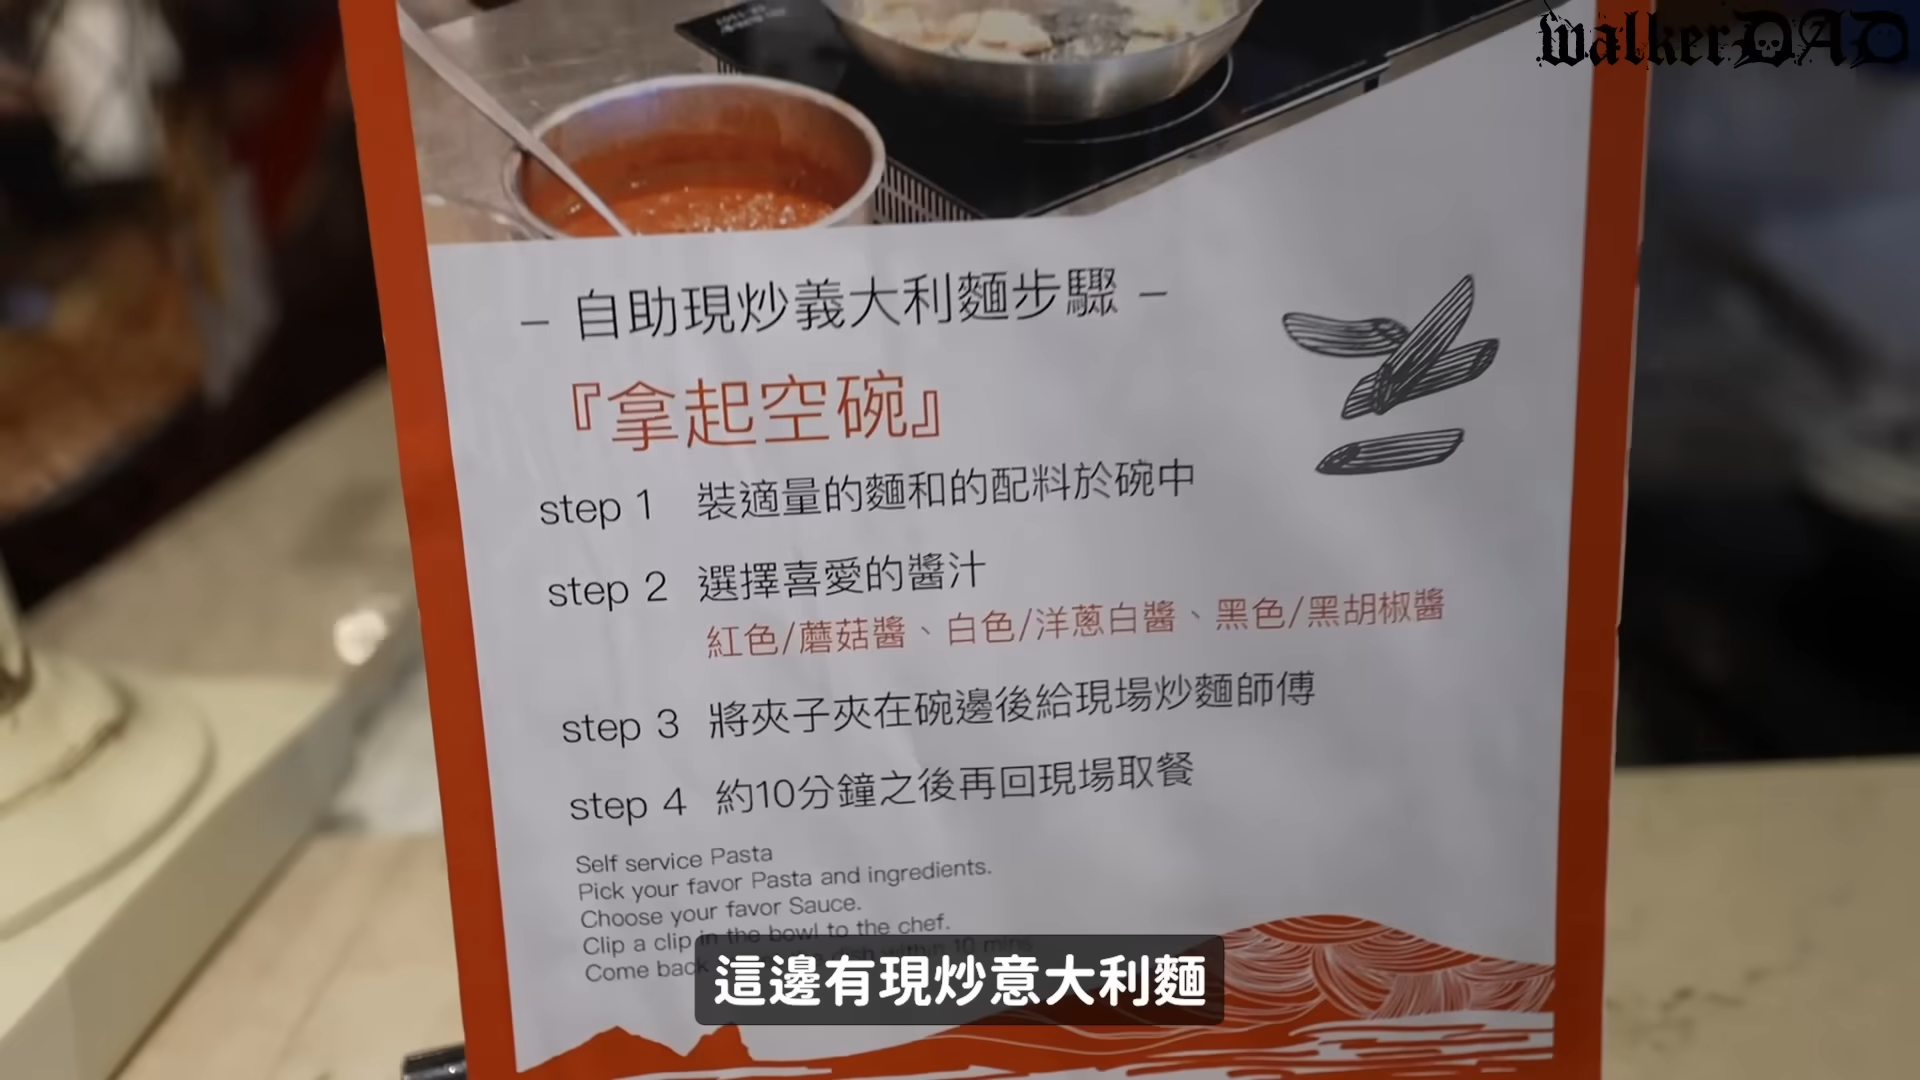 walkerDAD
– 自助現炒義大利麵步驟 –
『拿起空碗』
step 1 裝適量的麵和的配料於碗中
step 2 選擇喜愛的醬汁
紅色/蘑菇醬、白色/洋蔥白醬、黑色/黑胡椒醬
step 3 將夾子夾在碗邊後給現場炒麵師傅
step 4 約10分鐘之後再回現場取餐
Self service Pasta
Pick your favor Pasta and ingredients.
Choose your favor Sauce.
Clip a clip in the bowl to the chef.
Come back dish within 10 mins
這邊有現炒意大利麵